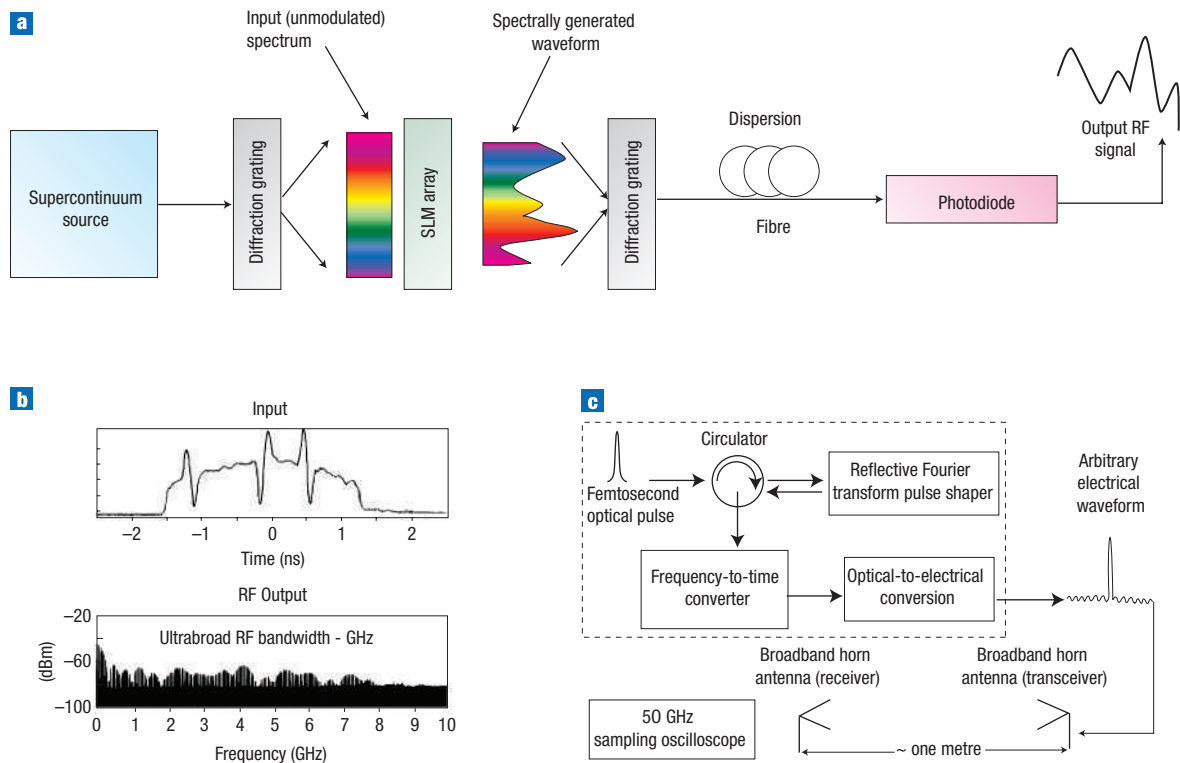 a
Input (unmodulated)
spectrum
Spectrally generated
waveform
Supercontinuum
source
Diffraction grating
SLM array
Diffraction grating
Dispersion
Fibre
Photodiode
Output RF
signal
b
Input
−2
−1
0
1
2
Time (ns)
RF Output
−20
−60
−100
(dBm)
Ultrabroad RF bandwidth - GHz
0 1 2 3 4 5 6 7 8 9 10
Frequency (GHz)
c
Femtosecond
optical pulse
Circulator
Reflective Fourier
transform pulse shaper
Frequency-to-time
converter
Optical-to-electrical
conversion
Arbitrary
electrical
waveform
Broadband horn
antenna (receiver)
Broadband horn
antenna (transceiver)
50 GHz
sampling oscilloscope
~ one metre